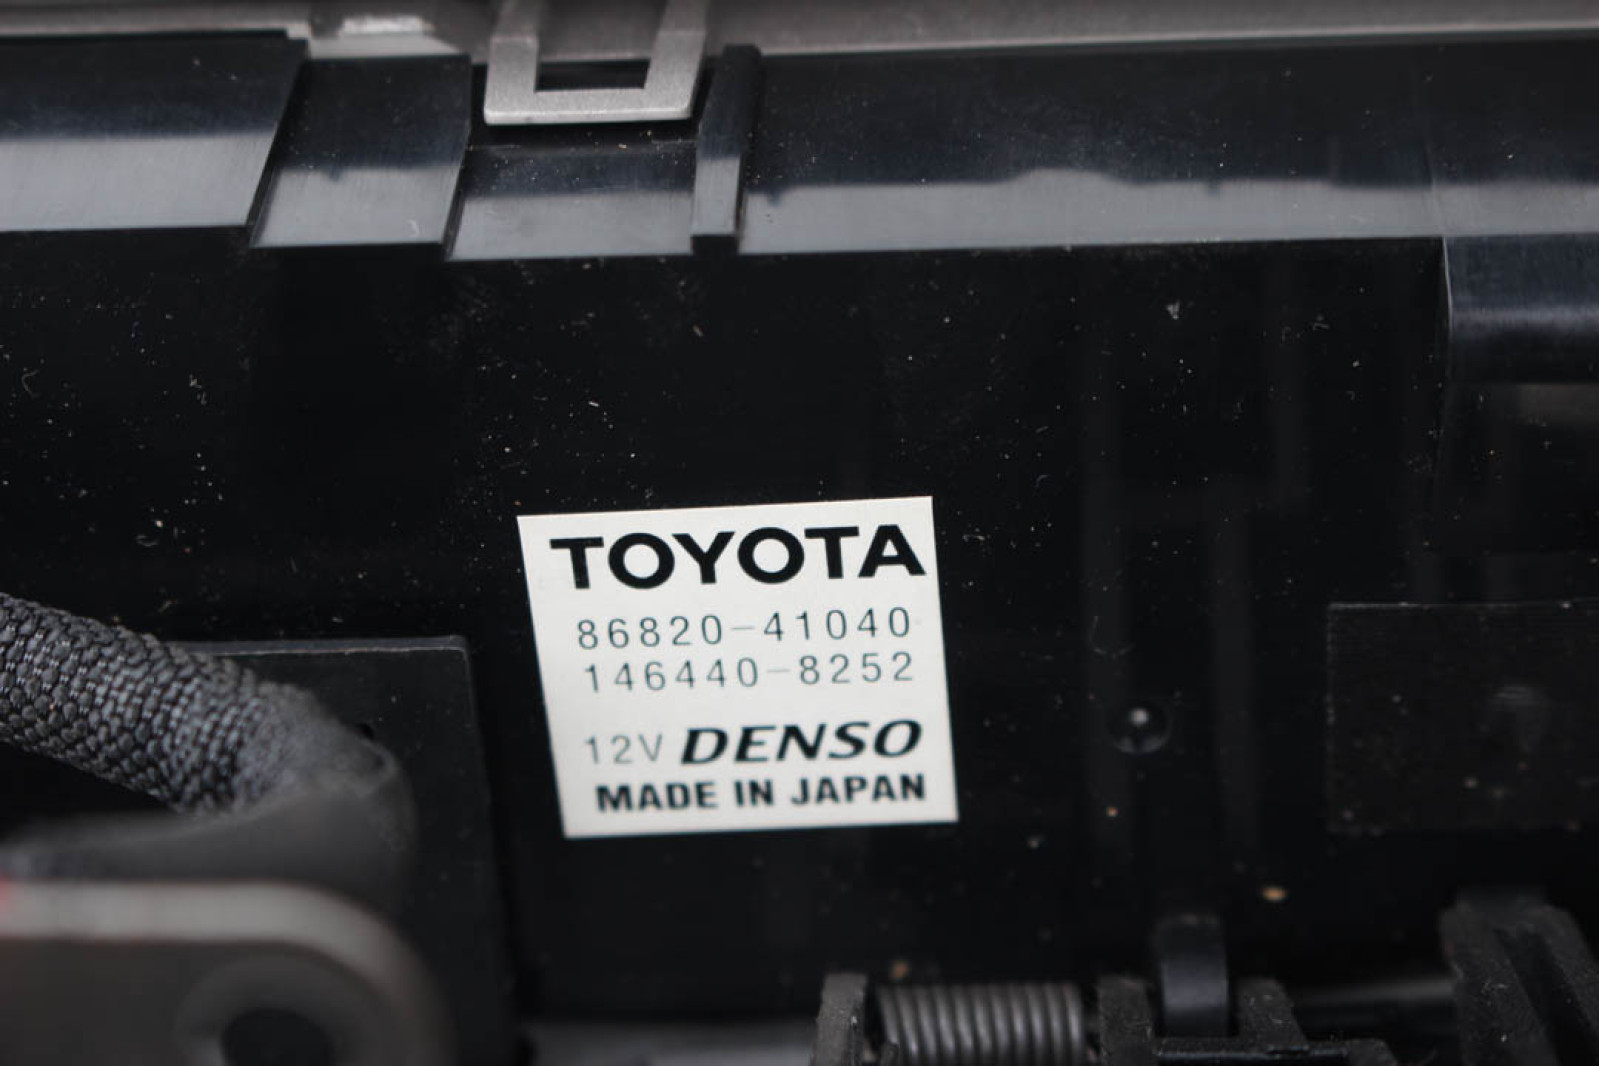 TOYOTA
86820-41040
146440-8252
12V DENSO
MADE IN JAPAN